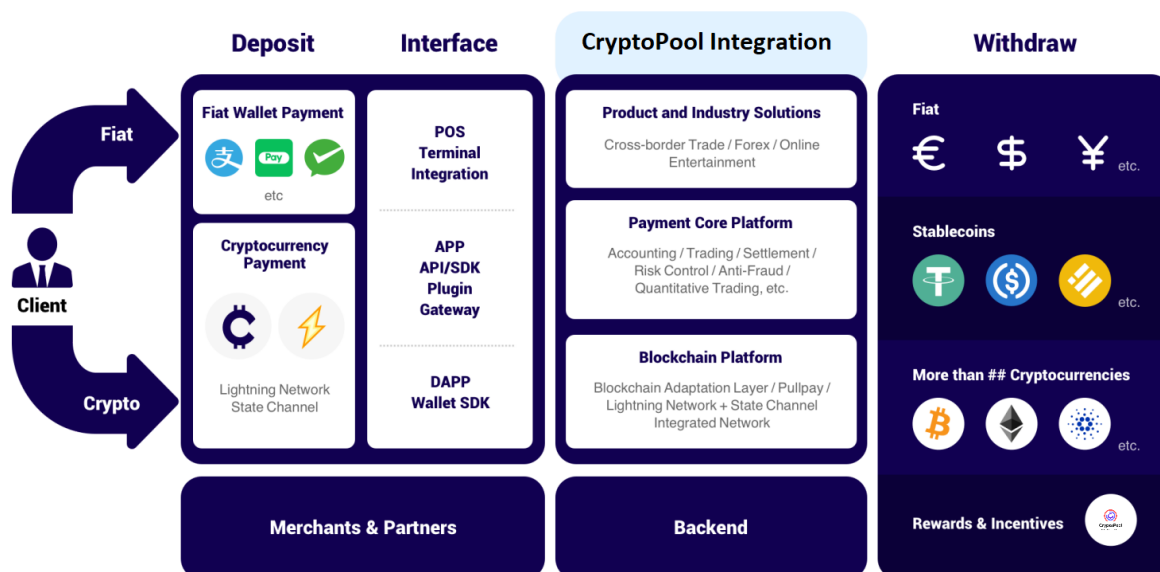 Deposit
Interface
CryptoPool Integration
Withdraw
Client
Fiat
Crypto
Fiat Wallet Payment
支
Pay
etc
Cryptocurrency
Payment
Lightning Network
State Channel
POS
Terminal
Integration
APP
API/SDK
Plugin
Gateway
DAPP
Wallet SDK
Product and Industry Solutions
Cross-border Trade / Forex / Online
Entertainment
Payment Core Platform
Accounting / Trading / Settlement /
Risk Control / Anti-Fraud /
Quantitative Trading, etc.
Blockchain Platform
Blockchain Adaptation Layer / Pullpay /
Lightning Network + State Channel
Integrated Network
Fiat
€ $ ¥ etc.
Stablecoins
etc.
More than ## Cryptocurrencies
etc.
Rewards & Incentives
CryptoPool
Merchants & Partners
Backend